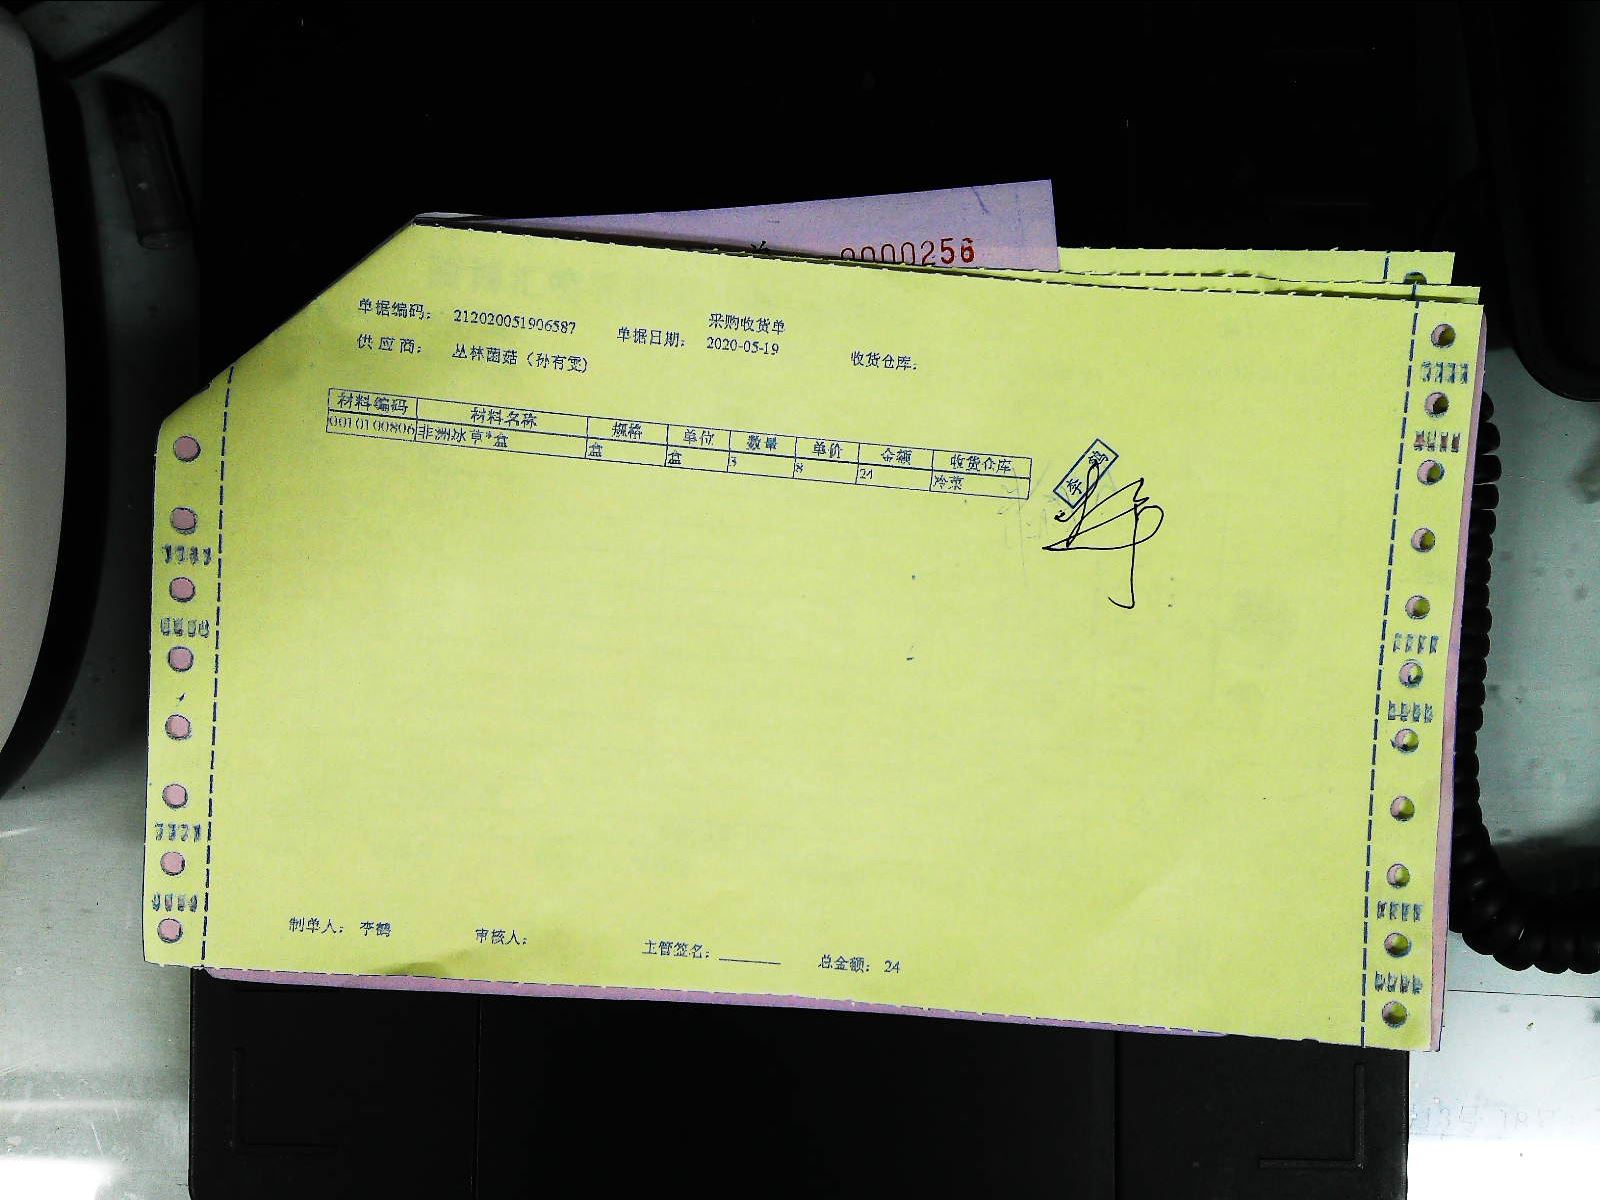 0000256
采购收货单
单据编码： 212020051906587 单据日期： 2020-05-19
供 应 商： 丛林菌菇（孙有雯） 收货仓库：
材料编码 材料名称 规格 单位 数量 单价 金额 收货仓库
0010100806 非洲冰草*盒 盒 盒 3 8 24 冷菜
李鹤
制单人： 李鹤 审核人： 主管签名：______ 总金额： 24